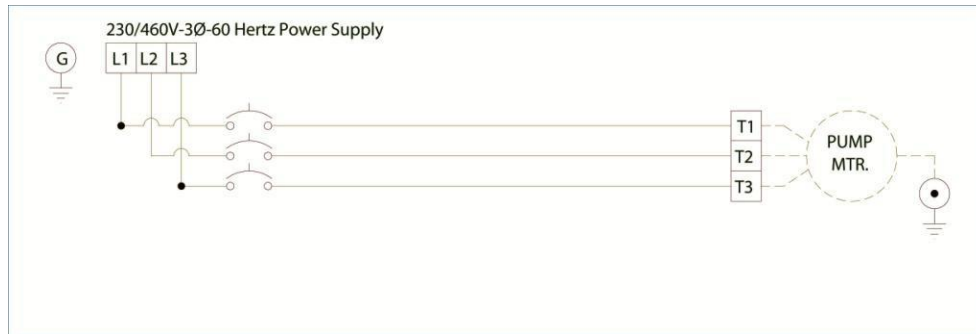 230/460V-3Ø-60 Hertz Power Supply
G
L1 L2 L3
T1
T2
T3
PUMP
MTR.